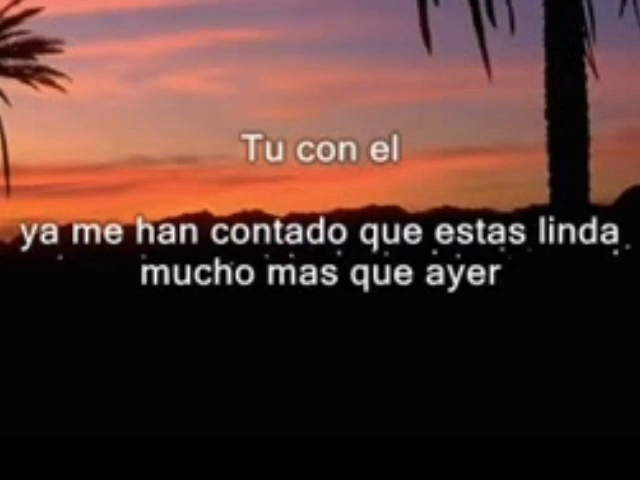 Tu con el
ya me han contado que estas linda
mucho mas que ayer